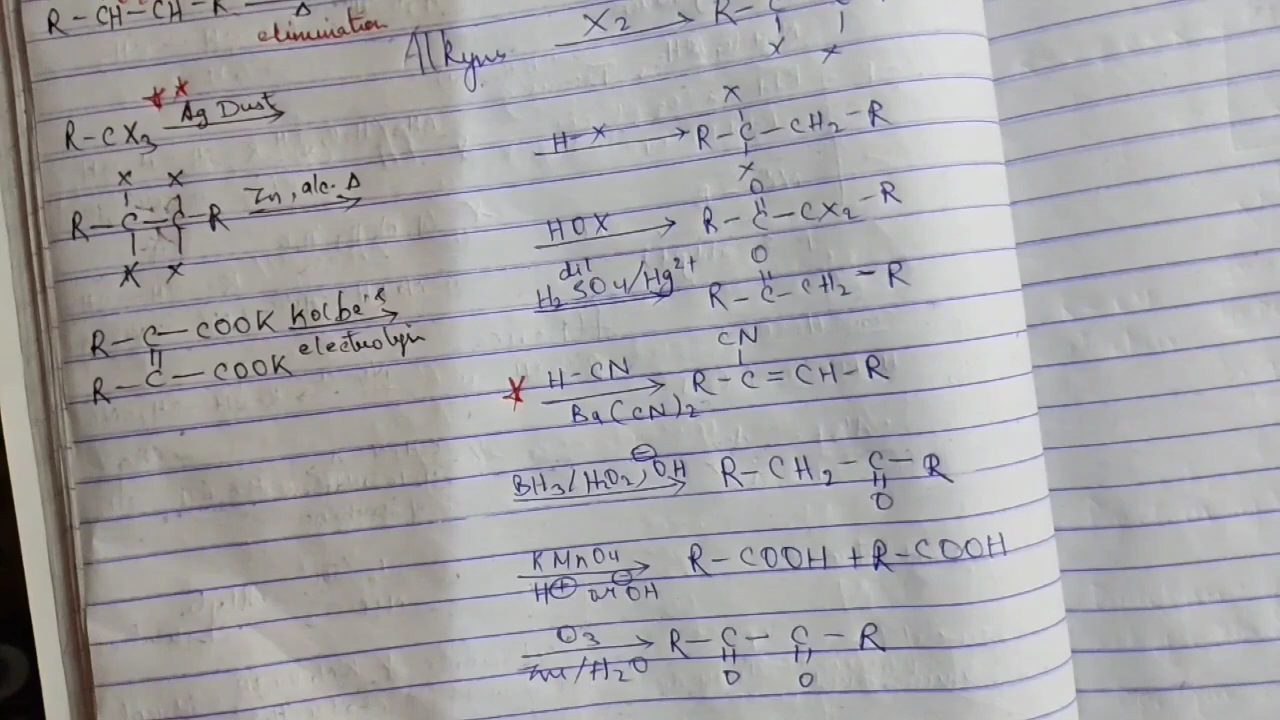 R - CH - CH - R Δ
elimination
Alkyne X2 R - C
X X
R - CX3 Ag Dust
X
H - X R - C - CH2 - R
X
X X
R - C - C - R Zn, alc. Δ
X X
O
HOX R - C - CX2 - R
O
dil H2SO4/Hg2+ R - C - CH2 - R
R - C - COOK Kolbe's
R - C - COOK electrolysis
CN
H - CN R - C = CH - R
Ba(CN)2
BH3/H2O2, ⊖OH R - CH2 - C - R
O
KMnO4 R - COOH + R - COOH
H⊕ or ⊖OH
O3 R - C - C - R
Zn/H2O O O